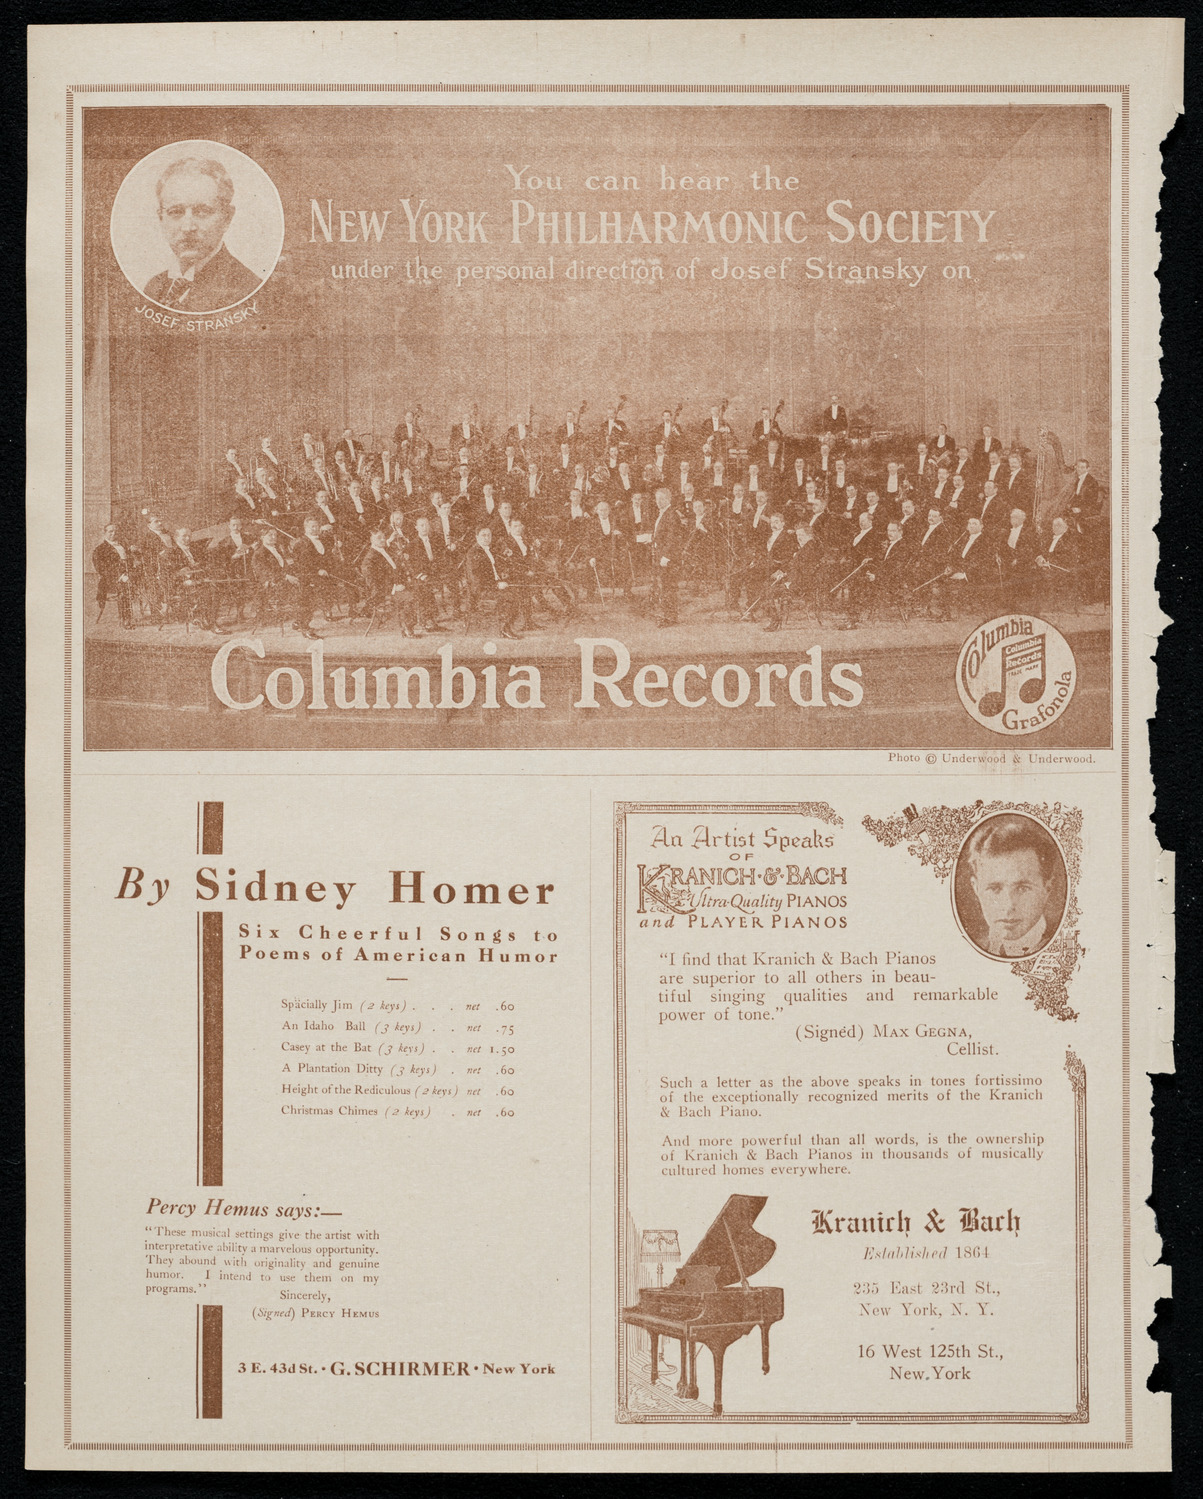 You can hear the
NEW YORK PHILHARMONIC SOCIETY
under the personal direction of Josef Stransky on
JOSEF STRANSKY
Columbia Records
Columbia
Columbia
Records
TRADE MARK
Grafonola
Photo © Underwood & Underwood.
By Sidney Homer
Six Cheerful Songs to
Poems of American Humor
Späcially Jim (2 keys) . . . net .60
An Idaho Ball (3 keys) . . net .75
Casey at the Bat (3 keys) . . net 1.50
A Plantation Ditty (3 keys) . net .60
Height of the Rediculous (2 keys) net .60
Christmas Chimes (2 keys) . net .60
Percy Hemus says:—
"These musical settings give the artist with
interpretative ability a marvelous opportunity.
They abound with originality and genuine
humor. I intend to use them on my
programs."
Sincerely,
(Signed) PERCY HEMUS
3 E. 43d St. • G. SCHIRMER • New York
An Artist Speaks
OF
KRANICH·&·BACH
Ultra-Quality PIANOS
and PLAYER PIANOS
"I find that Kranich & Bach Pianos
are superior to all others in beau-
tiful singing qualities and remarkable
power of tone."
(Signed) MAX GEGNA,
Cellist.
Such a letter as the above speaks in tones fortissimo
of the exceptionally recognized merits of the Kranich
& Bach Piano.
And more powerful than all words, is the ownership
of Kranich & Bach Pianos in thousands of musically
cultured homes everywhere.
Kranich & Bach
Established 1864
235 East 23rd St.,
New York, N. Y.
16 West 125th St.,
New York